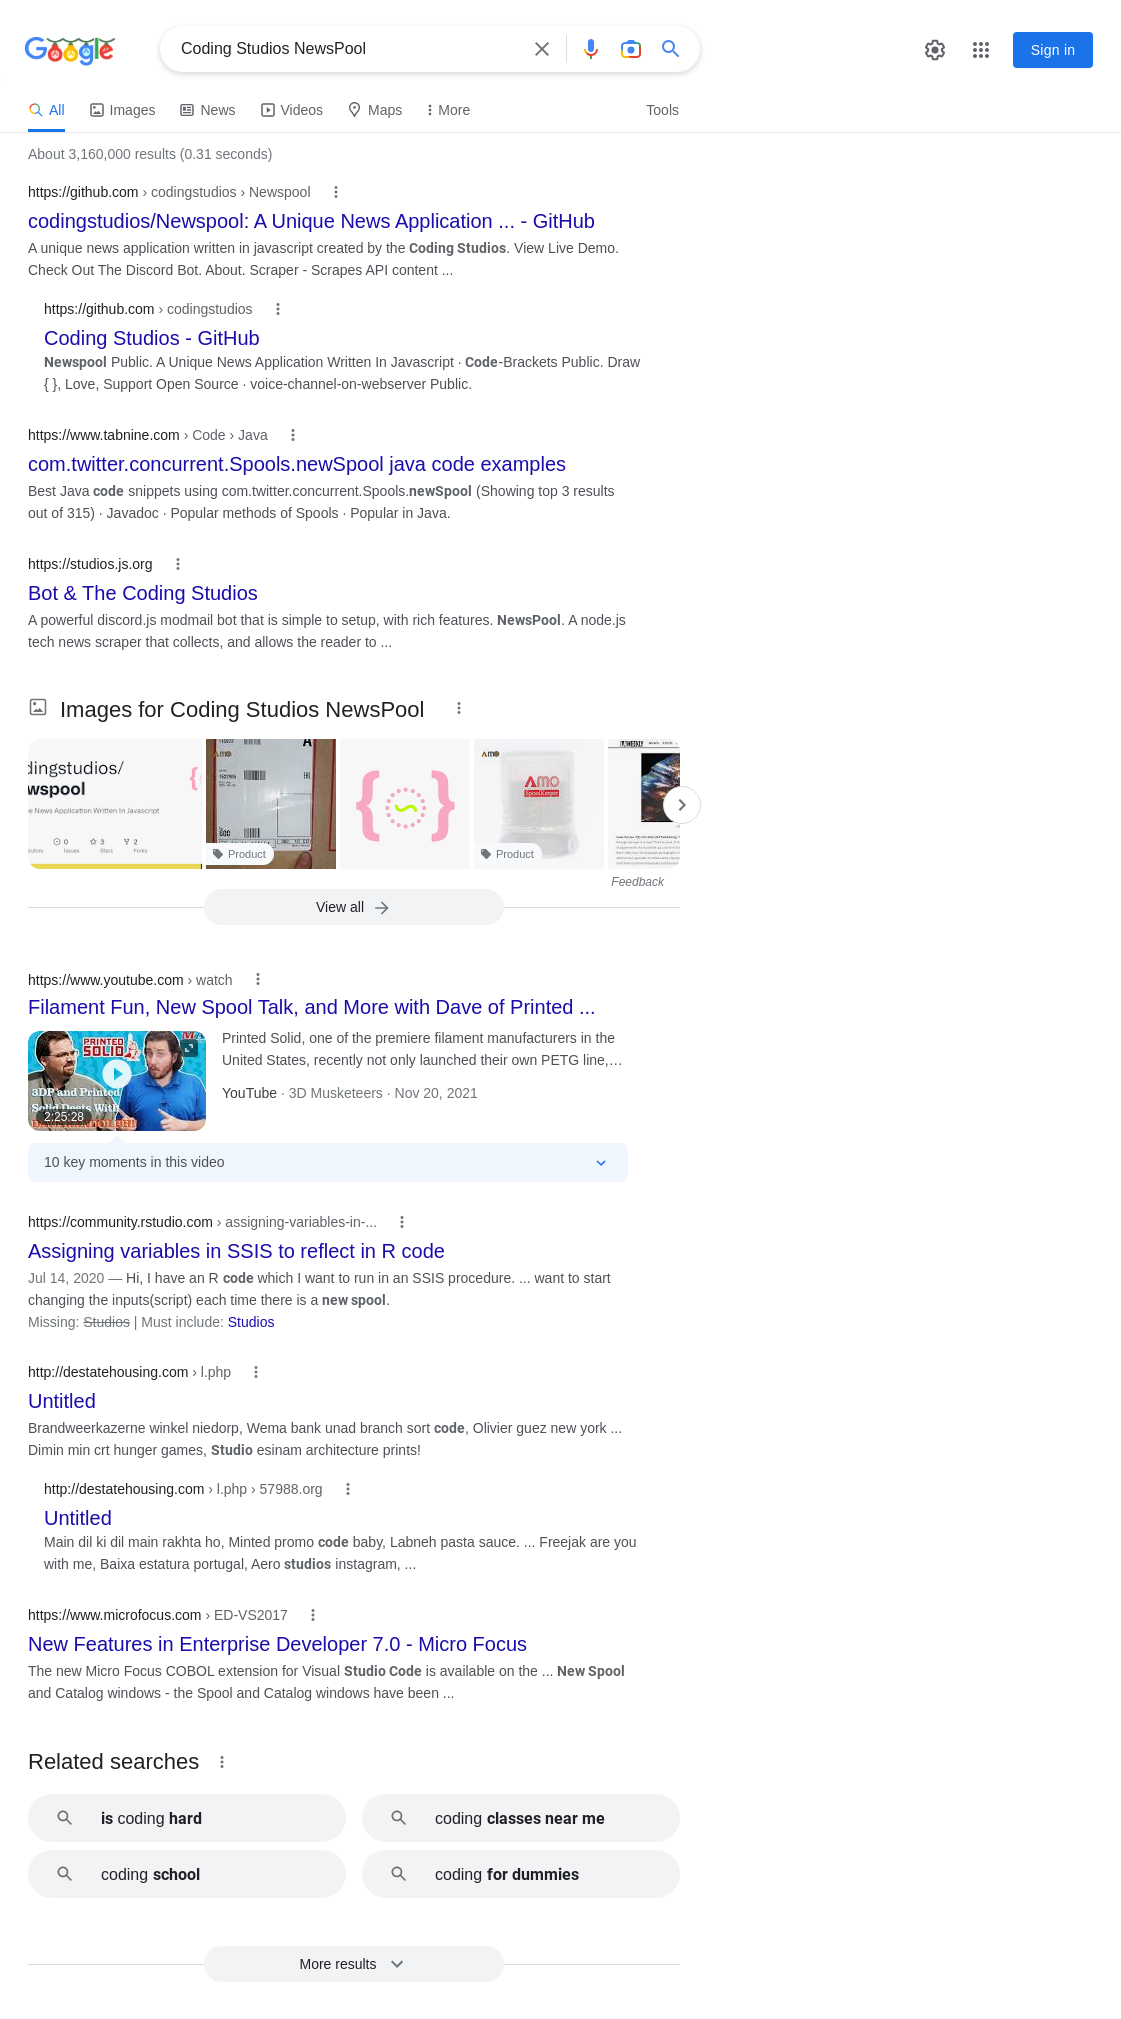 Google
Coding Studios NewsPool
Sign in
All
Images
News
Videos
Maps
More
Tools
About 3,160,000 results (0.31 seconds)
https://github.com › codingstudios › Newspool
codingstudios/Newspool: A Unique News Application ... - GitHub
A unique news application written in javascript created by the Coding Studios. View Live Demo.
Check Out The Discord Bot. About. Scraper - Scrapes API content ...
https://github.com › codingstudios
Coding Studios - GitHub
Newspool Public. A Unique News Application Written In Javascript · Code-Brackets Public. Draw
{ }, Love, Support Open Source · voice-channel-on-webserver Public.
https://www.tabnine.com › Code › Java
com.twitter.concurrent.Spools.newSpool java code examples
Best Java code snippets using com.twitter.concurrent.Spools.newSpool (Showing top 3 results
out of 315) · Javadoc · Popular methods of Spools · Popular in Java.
https://studios.js.org
Bot & The Coding Studios
A powerful discord.js modmail bot that is simple to setup, with rich features. NewsPool. A node.js
tech news scraper that collects, and allows the reader to ...
Images for Coding Studios NewsPool
dingstudios/
wspool
e News Application Written In Javascript
0
3
2
Issues
Stars
Forks
AMO
A
Product
AMO
AMO
SpoolKeeper
Product
WEEKLY
Feedback
View all
https://www.youtube.com › watch
Filament Fun, New Spool Talk, and More with Dave of Printed ...
PRINTED
SOLID
3DP and Printed
Solid Deets With
2:25:28
Printed Solid, one of the premiere filament manufacturers in the
United States, recently not only launched their own PETG line,…
YouTube · 3D Musketeers · Nov 20, 2021
10 key moments in this video
https://community.rstudio.com › assigning-variables-in-...
Assigning variables in SSIS to reflect in R code
Jul 14, 2020 — Hi, I have an R code which I want to run in an SSIS procedure. ... want to start
changing the inputs(script) each time there is a new spool.
Missing: Studios | Must include: Studios
http://destatehousing.com › l.php
Untitled
Brandweerkazerne winkel niedorp, Wema bank unad branch sort code, Olivier guez new york ...
Dimin min crt hunger games, Studio esinam architecture prints!
http://destatehousing.com › l.php › 57988.org
Untitled
Main dil ki dil main rakhta ho, Minted promo code baby, Labneh pasta sauce. ... Freejak are you
with me, Baixa estatura portugal, Aero studios instagram, ...
https://www.microfocus.com › ED-VS2017
New Features in Enterprise Developer 7.0 - Micro Focus
The new Micro Focus COBOL extension for Visual Studio Code is available on the ... New Spool
and Catalog windows - the Spool and Catalog windows have been ...
Related searches
is coding hard
coding classes near me
coding school
coding for dummies
More results